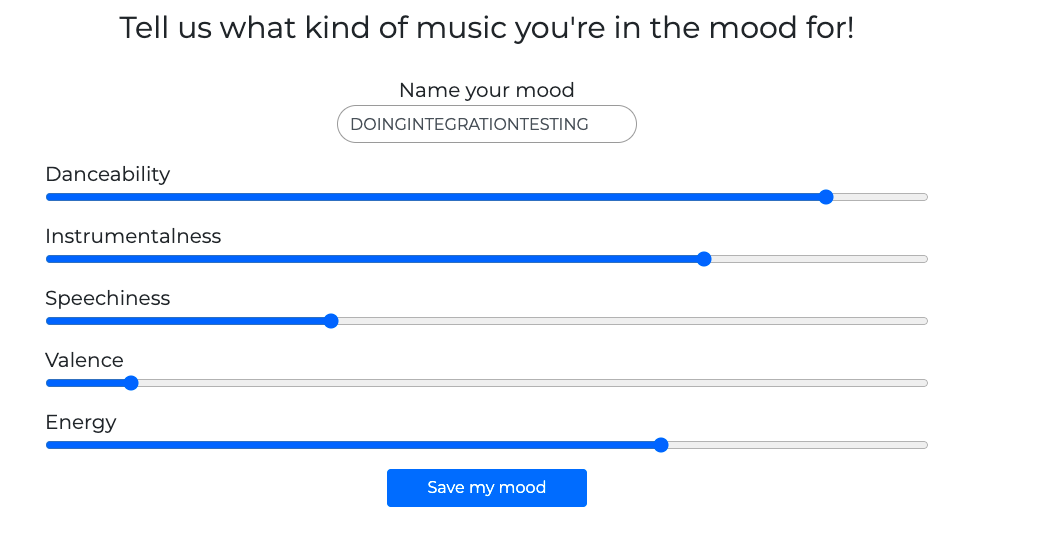 Tell us what kind of music you're in the mood for!
Name your mood
DOINGINTEGRATIONTESTING
Danceability
Instrumentalness
Speechiness
Valence
Energy
Save my mood